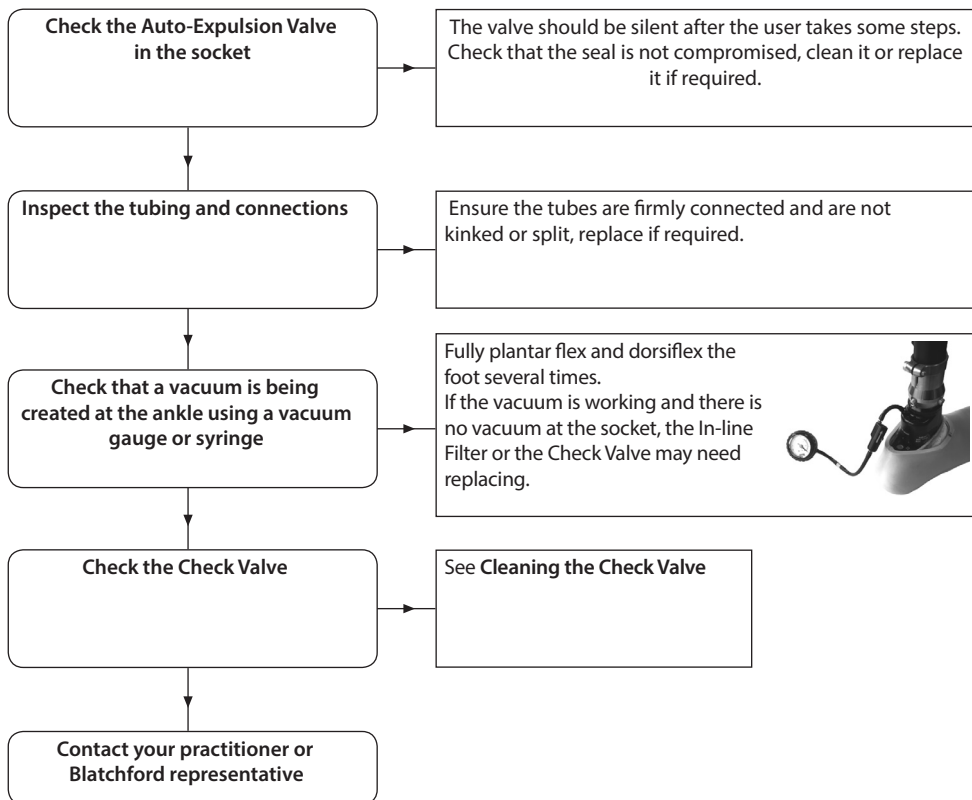 Check the Auto-Expulsion Valve
in the socket
The valve should be silent after the user takes some steps.
Check that the seal is not compromised, clean it or replace
it if required.
Inspect the tubing and connections
Ensure the tubes are firmly connected and are not
kinked or split, replace if required.
Check that a vacuum is being
created at the ankle using a vacuum
gauge or syringe
Fully plantar flex and dorsiflex the
foot several times.
If the vacuum is working and there is
no vacuum at the socket, the In-line
Filter or the Check Valve may need
replacing.
Check the Check Valve
See Cleaning the Check Valve
Contact your practitioner or
Blatchford representative